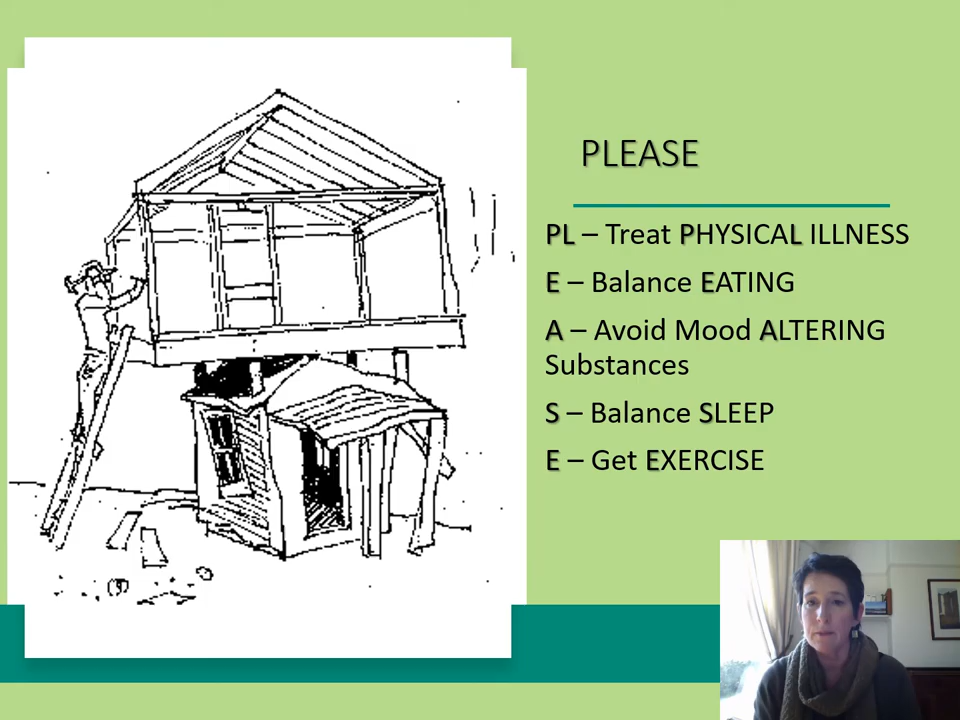 PLEASE
PL – Treat PHYSICAL ILLNESS
E – Balance EATING
A – Avoid Mood ALTERING
Substances
S – Balance SLEEP
E – Get EXERCISE